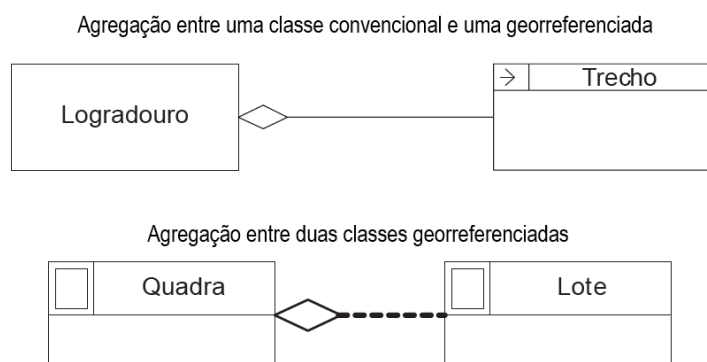 Agregação entre uma classe convencional e uma georreferenciada
Logradouro
Trecho
Agregação entre duas classes georreferenciadas
Quadra
Lote